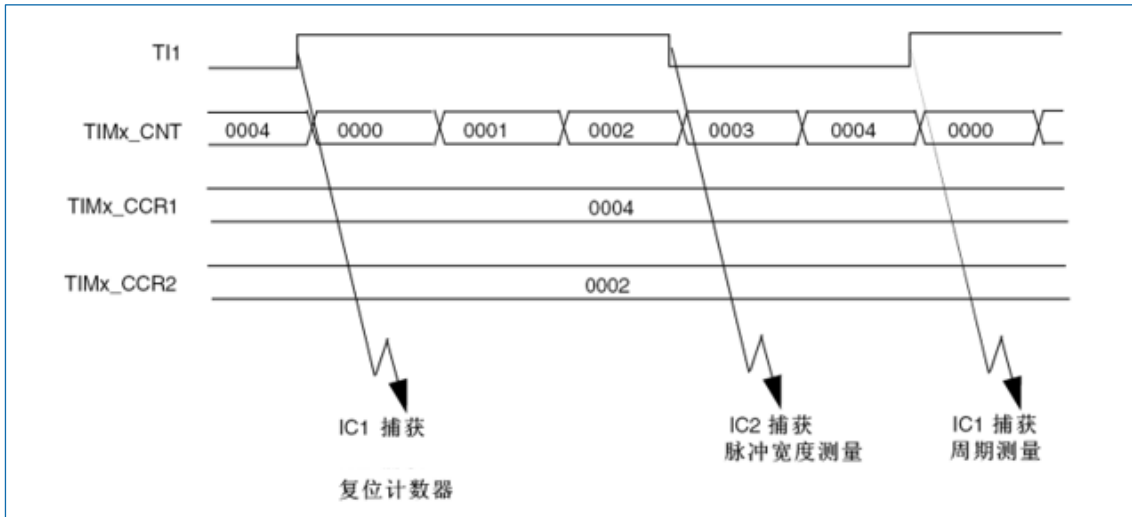 TI1
TIMx_CNT 0004 0000 0001 0002 0003 0004 0000
TIMx_CCR1 0004
TIMx_CCR2 0002
IC1 捕获
复位计数器
IC2 捕获
脉冲宽度测量
IC1 捕获
周期测量